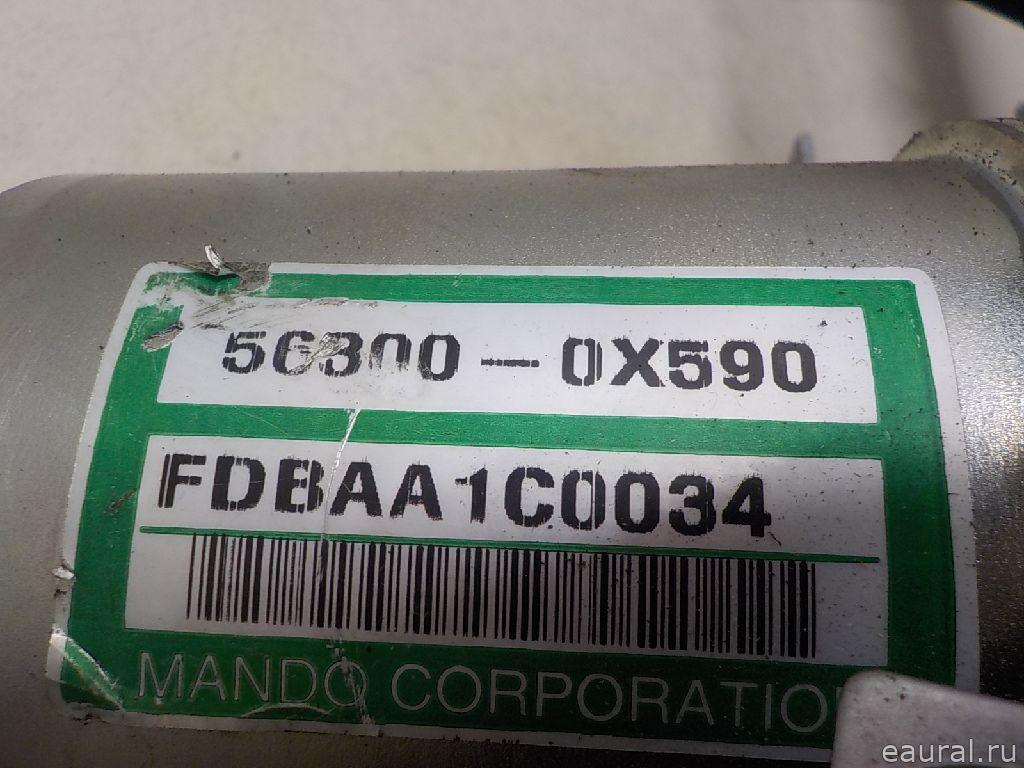 56300-0X590
FDBAA1C0034
MANDO CORPORATIO
eaural.ru